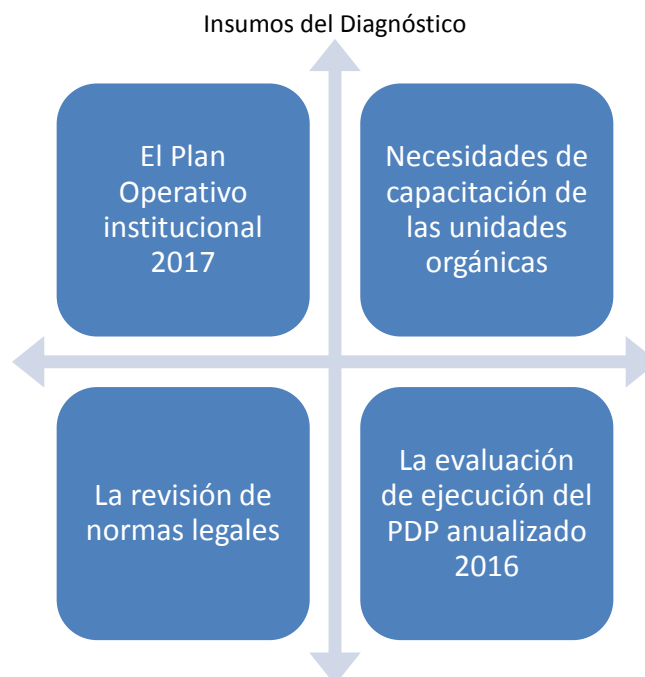 Insumos del Diagnóstico
El Plan
Operativo
institucional
2017
Necesidades de
capacitación de
las unidades
orgánicas
La revisión de
normas legales
La evaluación
de ejecución del
PDP anualizado
2016